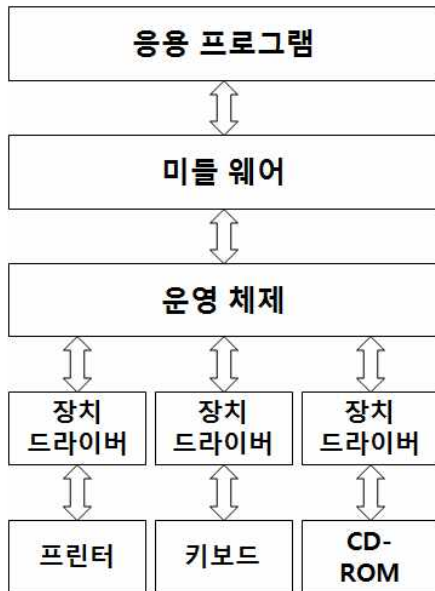 응용 프로그램
미들 웨어
운영 체제
장치
드라이버
장치
드라이버
장치
드라이버
프린터
키보드
CD-
ROM